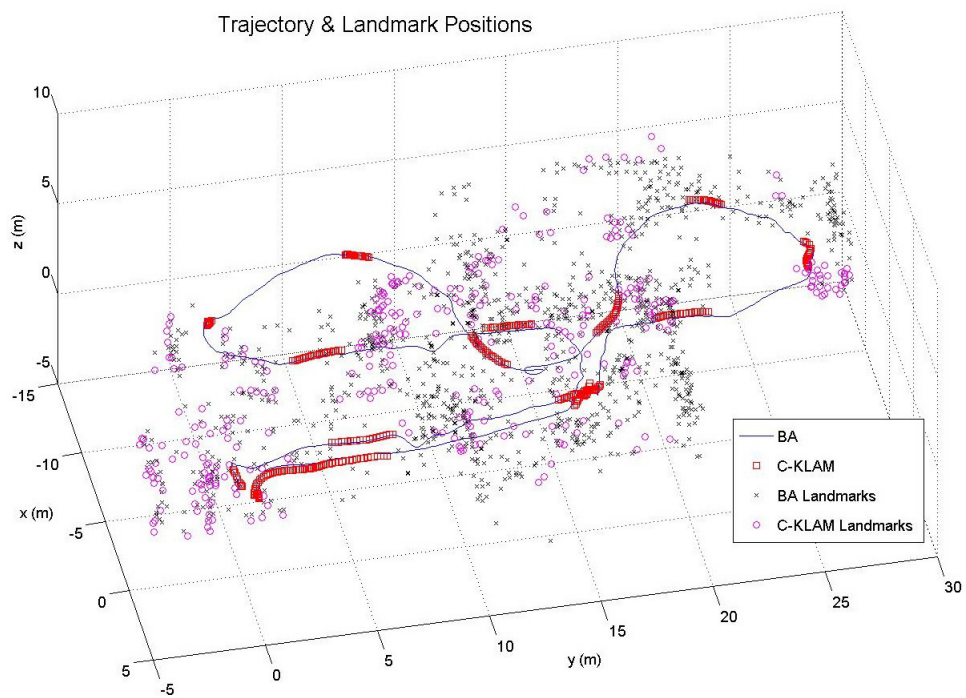 Trajectory & Landmark Positions
10
5
0
-5
z (m)
-15
-10
-5
0
5
x (m)
-5
0
5
10
15
20
25
30
y (m)
BA
C-KLAM
BA Landmarks
C-KLAM Landmarks